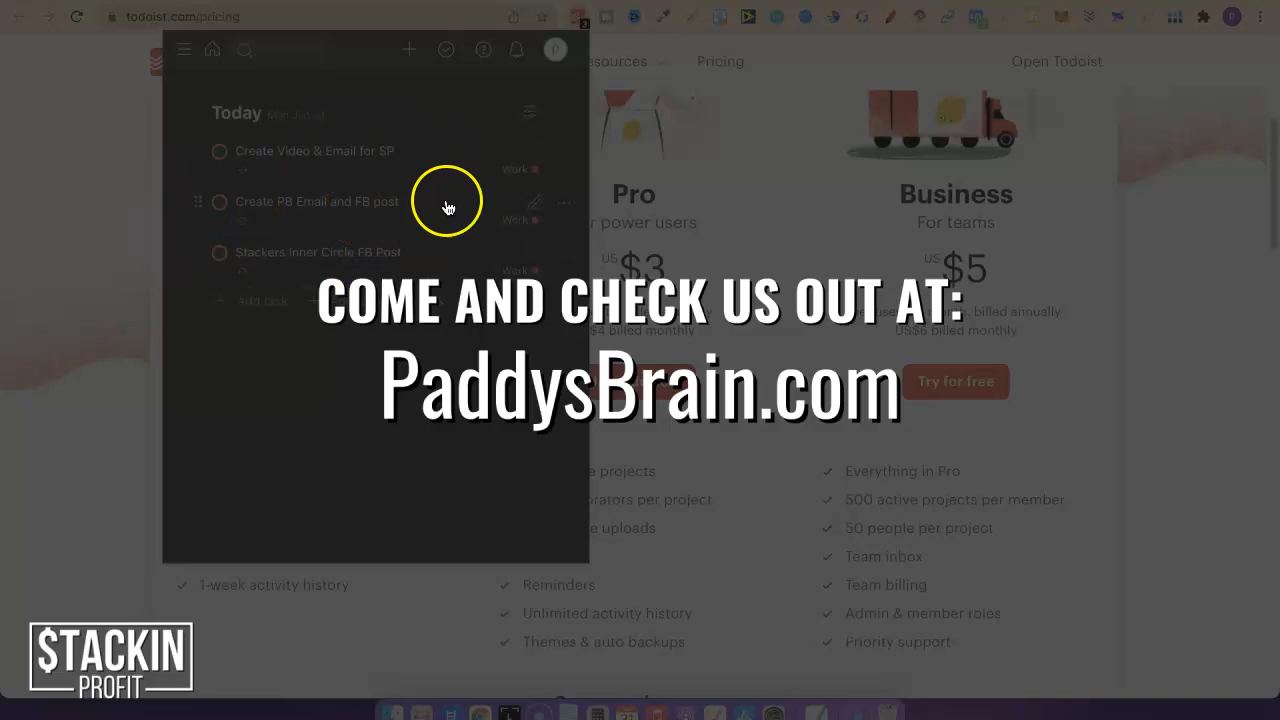 todoist.com/pricing
2
Pricing
Open Todoist
P
Today
Create Video & Email for SP
Work
Create PB Email and FB post
Work
Stackers Inner Circle FB Post
Work
Add task
Pro
power users
US $3
$4 billed monthly
Business
For teams
US $5
billed annually
US$6 billed monthly
Try for free
COME AND CHECK US OUT AT:
PaddysBrain.com
projects
per project
uploads
Reminders
Unlimited activity history
Themes & auto backups
Everything in Pro
500 active projects per member
50 people per project
Team inbox
Team billing
Admin & member roles
Priority support
1-week activity history
$TACKIN
PROFIT